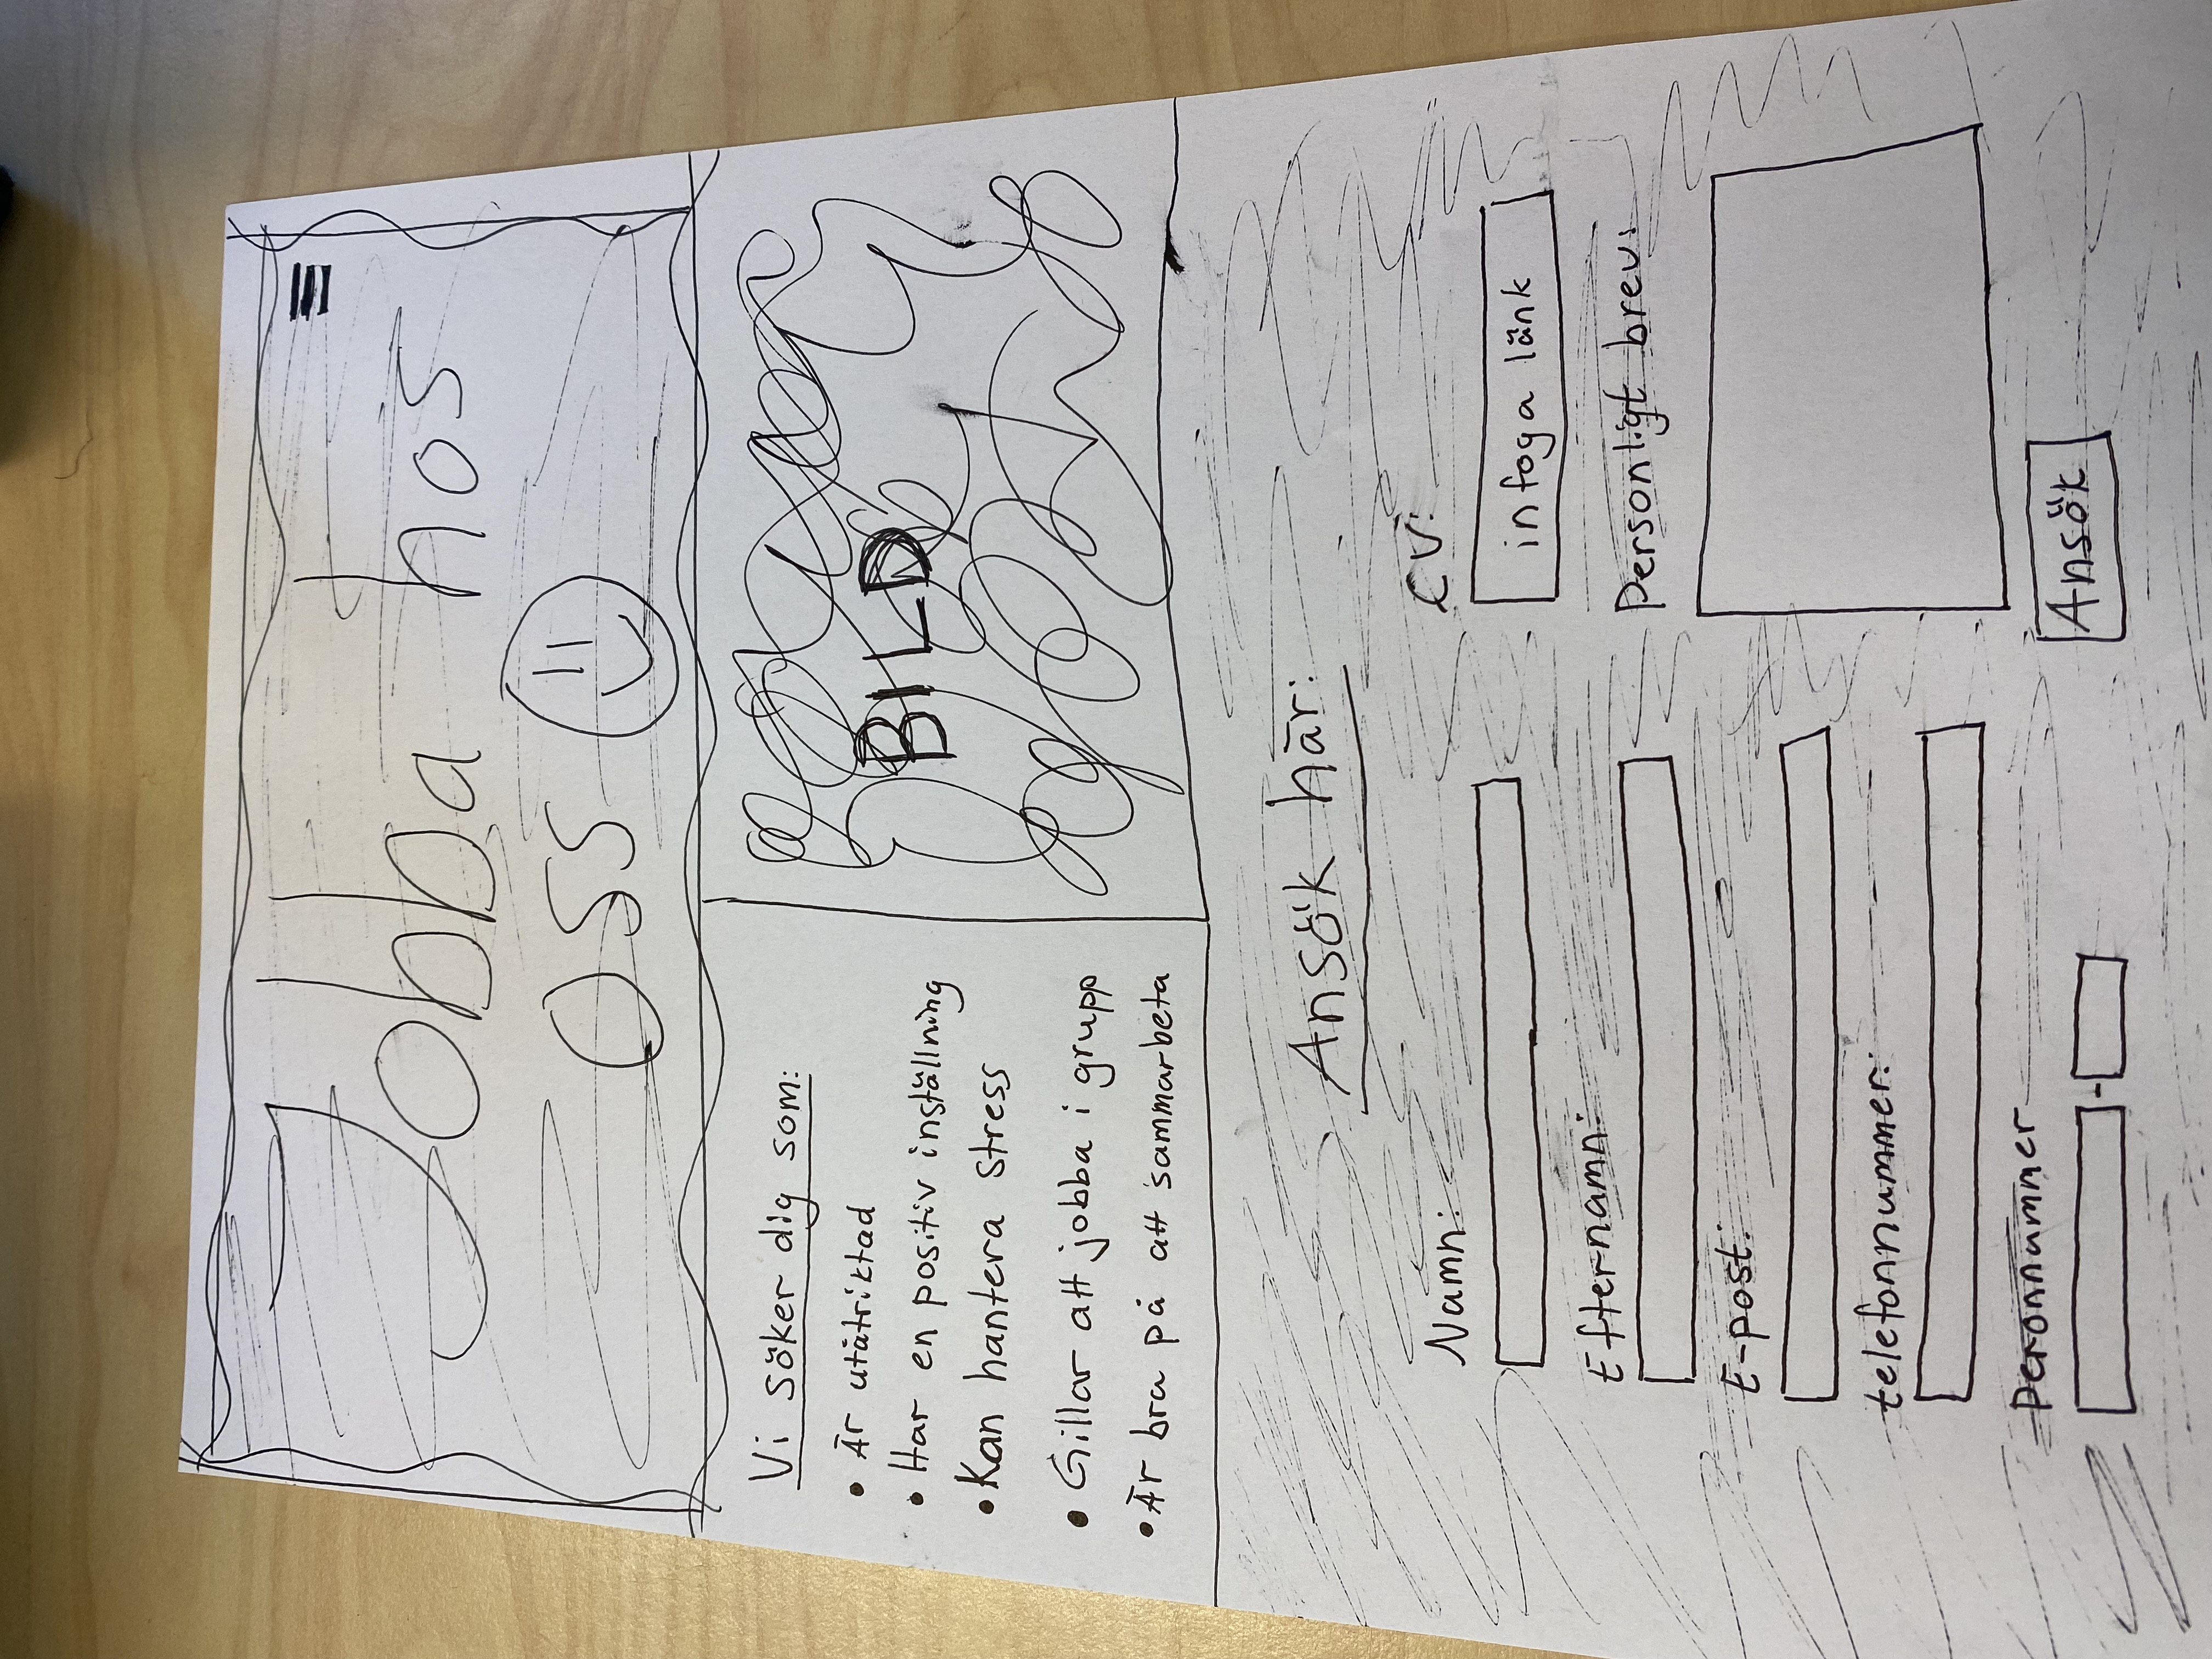 Jobba hos
oss
Vi söker dig som:
• Är utåtriktad
• Har en positiv inställning
• Kan hantera stress
• Gillar att jobba i grupp
• Är bra på att sammarbeta
BILD
Ansök här:
Namn:
Efternamn:
E-post:
telefonnummer:
Peronnummer
-
CV:
infoga länk
Personligt brev:
Ansök